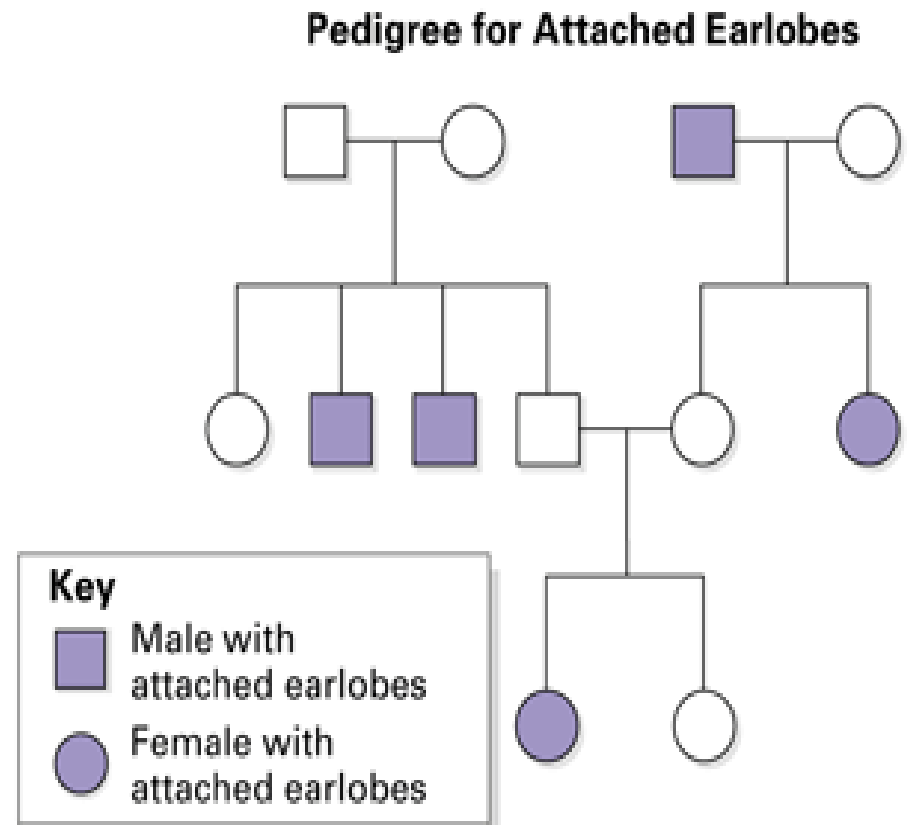 Pedigree for Attached Earlobes
Key
Male with
attached earlobes
Female with
attached earlobes